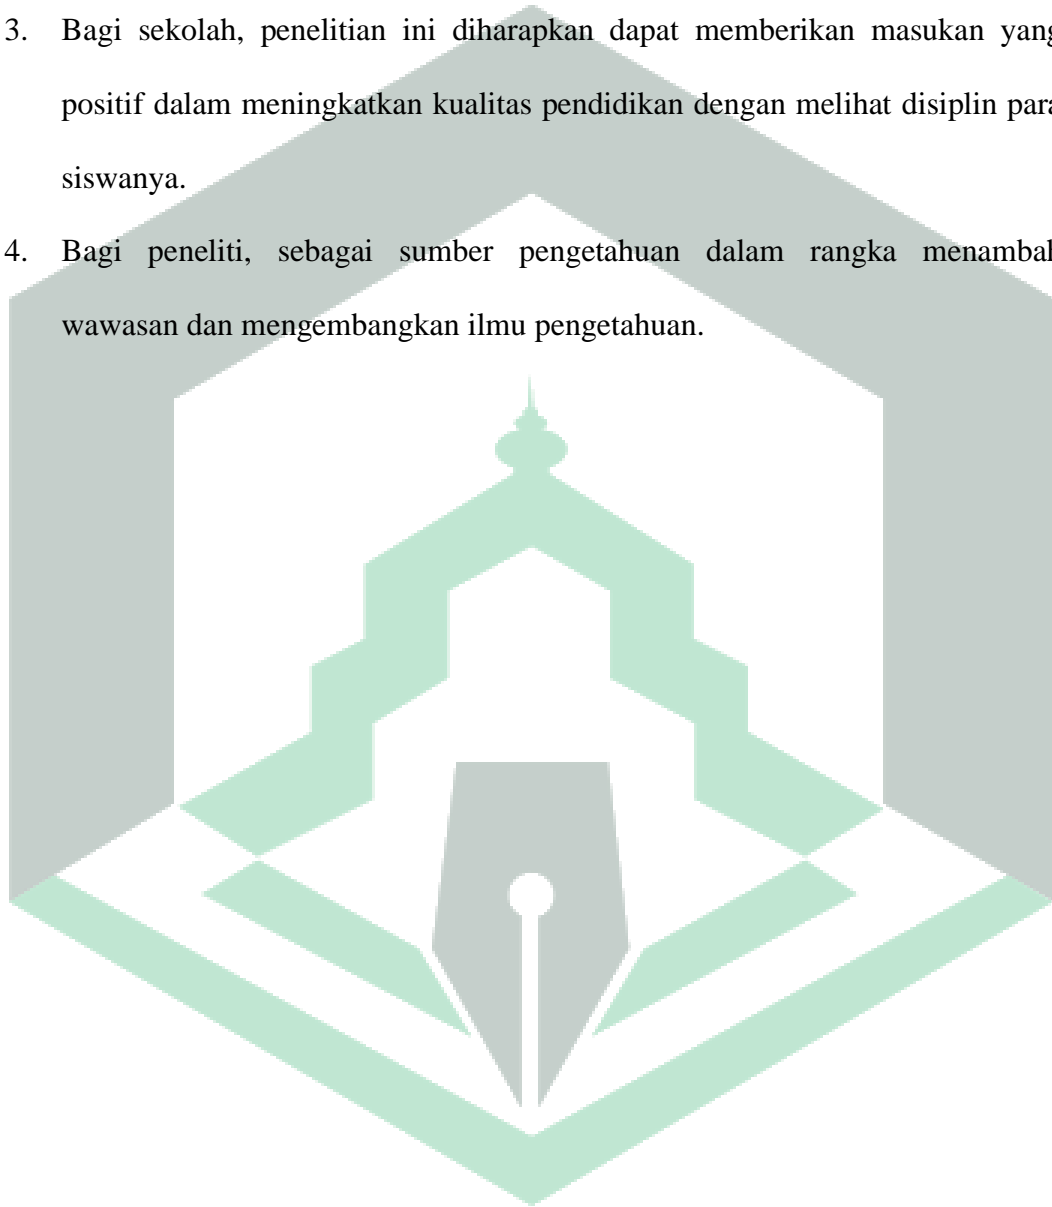 3. Bagi sekolah, penelitian ini diharapkan dapat memberikan masukan yang
positif dalam meningkatkan kualitas pendidikan dengan melihat disiplin para
siswanya.
4. Bagi peneliti, sebagai sumber pengetahuan dalam rangka menambah
wawasan dan mengembangkan ilmu pengetahuan.